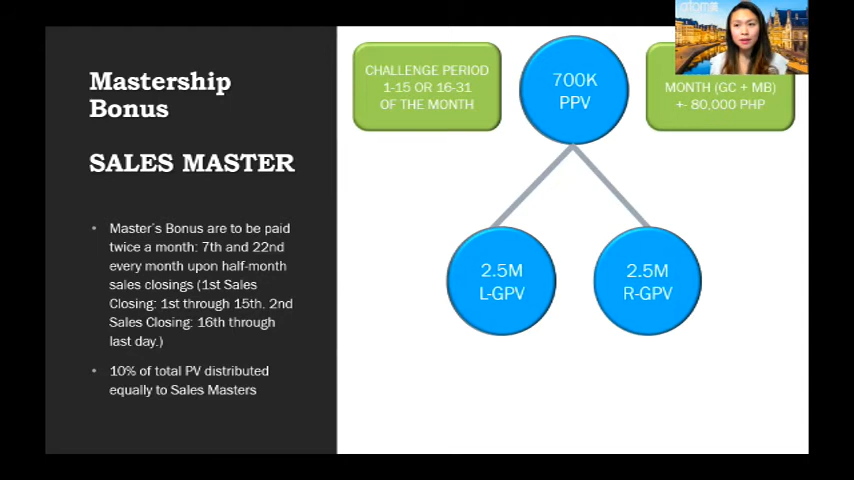 Mastership
Bonus
SALES MASTER
• Master's Bonus are to be paid
twice a month: 7th and 22nd
every month upon half-month
sales closings (1st Sales
Closing: 1st through 15th. 2nd
Sales Closing: 16th through
last day.)
• 10% of total PV distributed
equally to Sales Masters
CHALLENGE PERIOD
1-15 OR 16-31
OF THE MONTH
700K
PPV
MONTH (GC + MB)
+- 80,000 PHP
2.5M
L-GPV
2.5M
R-GPV